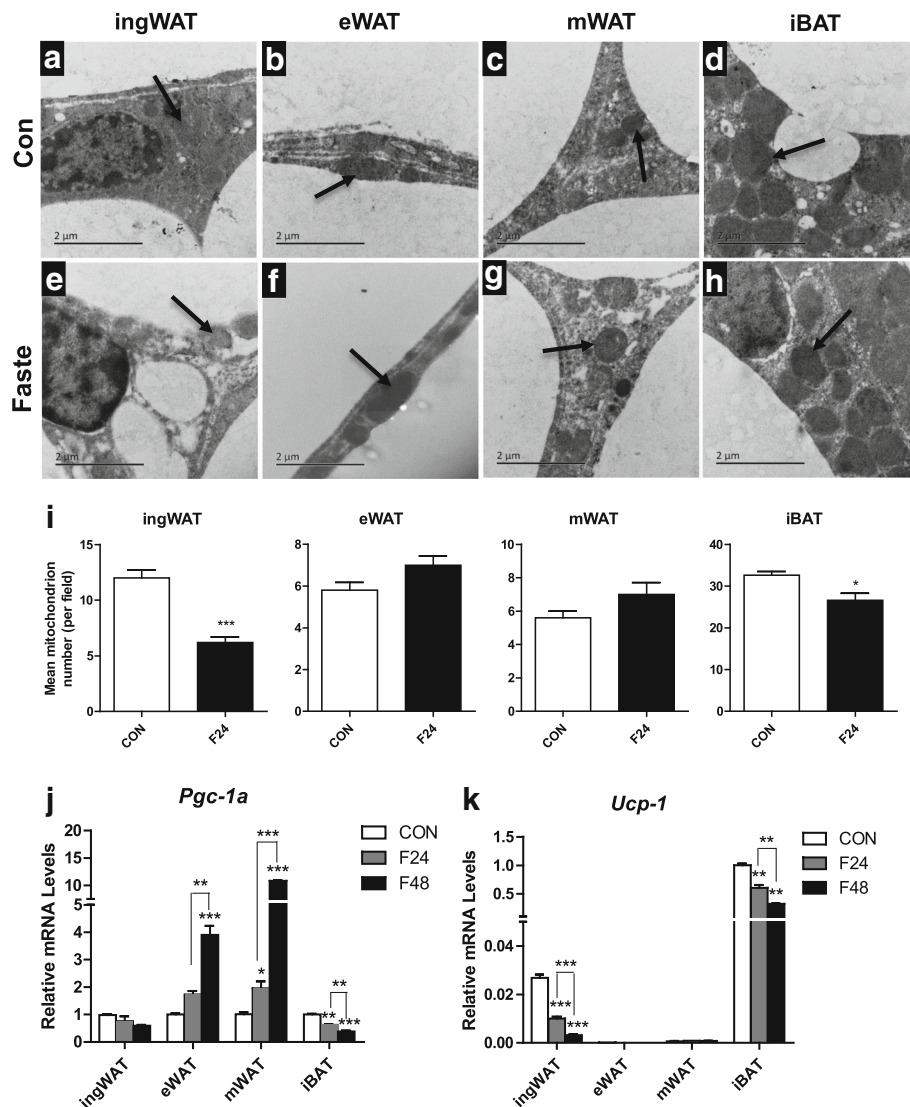 ingWAT eWAT mWAT iBAT
Con
a b c d
2 µm 2 µm 2 µm 2 µm
Faste
e f g h
2 µm 2 µm 2 µm 2 µm
i
ingWAT eWAT mWAT iBAT
Mean mitochondrion
number (per field)
15
10
5
0
***
CON F24
8
6
4
2
0
CON F24
10
8
6
4
2
0
CON F24
40
30
20
10
0
*
CON F24
j
Pgc-1a
Relative mRNA Levels
20
15
10
5
4
3
2
1
0
** *** *** *** * ** ** ***
ingWAT eWAT mWAT iBAT
CON
F24
F48
k
Ucp-1
Relative mRNA Levels
1.5
1.0
0.5
0.04
0.02
0.00
*** *** *** ** ** **
ingWAT eWAT mWAT iBAT
CON
F24
F48